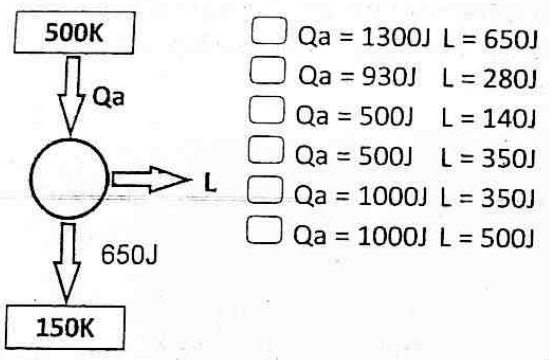 500K
Qa
L
650J
150K
Qa = 1300J L = 650J
Qa = 930J L = 280J
Qa = 500J L = 140J
Qa = 500J L = 350J
Qa = 1000J L = 350J
Qa = 1000J L = 500J